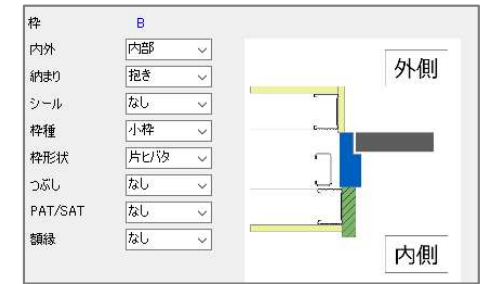 枠 B
内外 内部
納まり 抱き
シール なし
枠種 小枠
枠形状 片ヒバタ
つぶし なし
PAT/SAT なし
額縁 なし
外側
内側